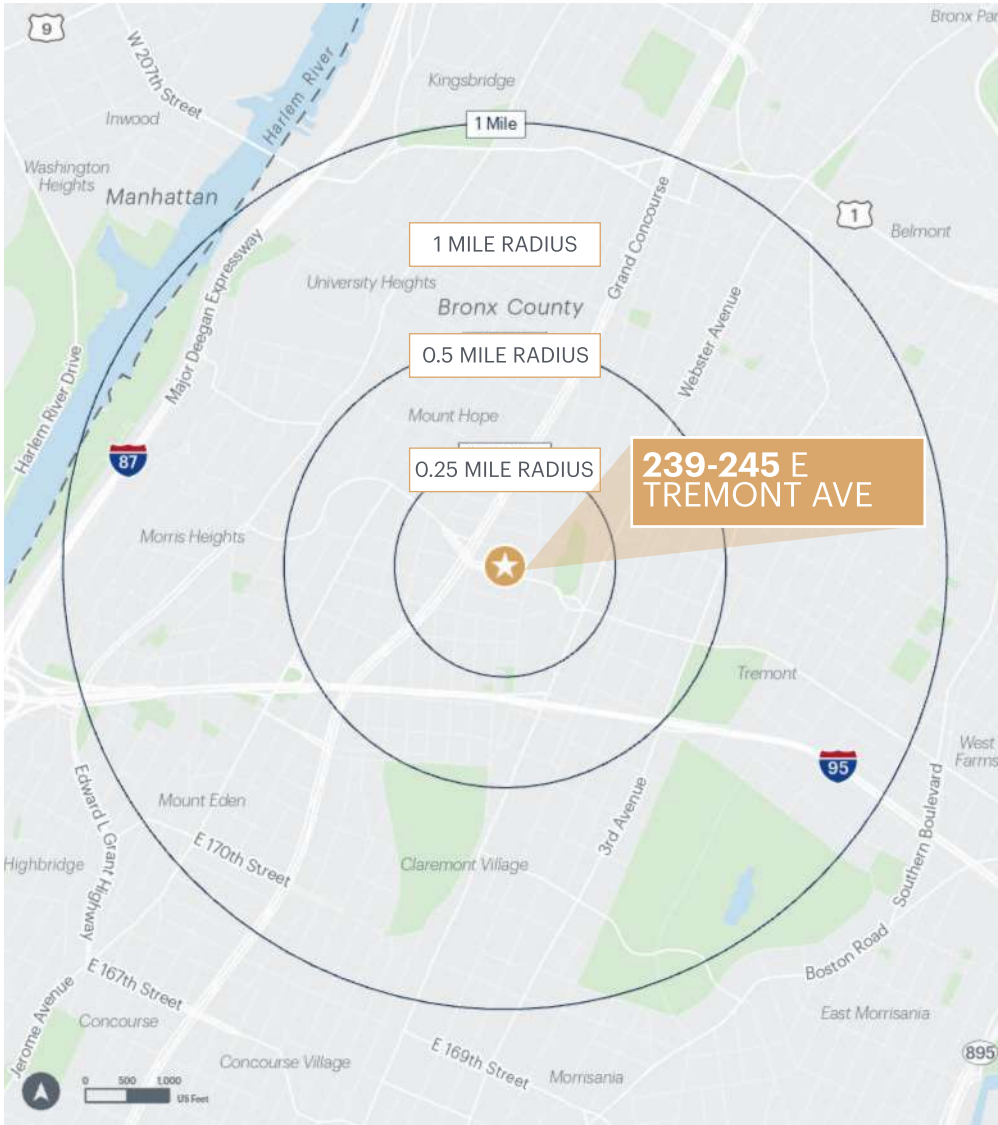 9
Bronx Par
W 207th Street
Harlem River
Kingsbridge
Inwood
1 Mile
Washington
Heights
Manhattan
1
Belmont
Grand Concourse
1 MILE RADIUS
Major Deegan Expressway
University Heights
Bronx County
Webster Avenue
0.5 MILE RADIUS
Harlem River Drive
Mount Hope
87
0.25 MILE RADIUS
239-245 E
TREMONT AVE
Morris Heights
Tremont
West
Farms
95
Edward L Grant Highway
Mount Eden
3rd Avenue
Southern Boulevard
E 170th Street
Highbridge
Claremont Village
Boston Road
E 167th Street
Jerome Avenue
Concourse
East Morisania
Concourse Village
E 169th Street
Morrisania
895
0 500 1,000
US Feet